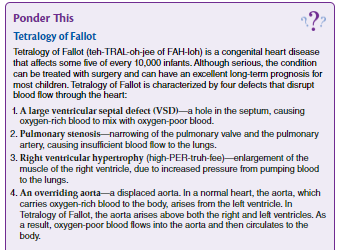 Ponder This
?
Tetralogy of Fallot
Tetralogy of Fallot (teh-TRAL-oh-jee of FAH-loh) is a congenital heart disease
that affects some five of every 10,000 infants. Although serious, the condition
can be treated with surgery and can have an excellent long-term prognosis for
most children. Tetralogy of Fallot is characterized by four defects that disrupt
blood flow through the heart:
1. A large ventricular septal defect (VSD)—a hole in the septum, causing
oxygen-rich blood to mix with oxygen-poor blood.
2. Pulmonary stenosis—narrowing of the pulmonary valve and the pulmonary
artery, causing insufficient blood flow to the lungs.
3. Right ventricular hypertrophy (high-PER-truh-fee)—enlargement of the
muscle of the right ventricle, due to increased pressure from pumping blood
to the lungs.
4. An overriding aorta—a displaced aorta. In a normal heart, the aorta, which
carries oxygen-rich blood to the body, arises from the left ventricle. In
Tetralogy of Fallot, the aorta arises above both the right and left ventricles. As
a result, oxygen-poor blood flows into the aorta and then circulates to the
body.